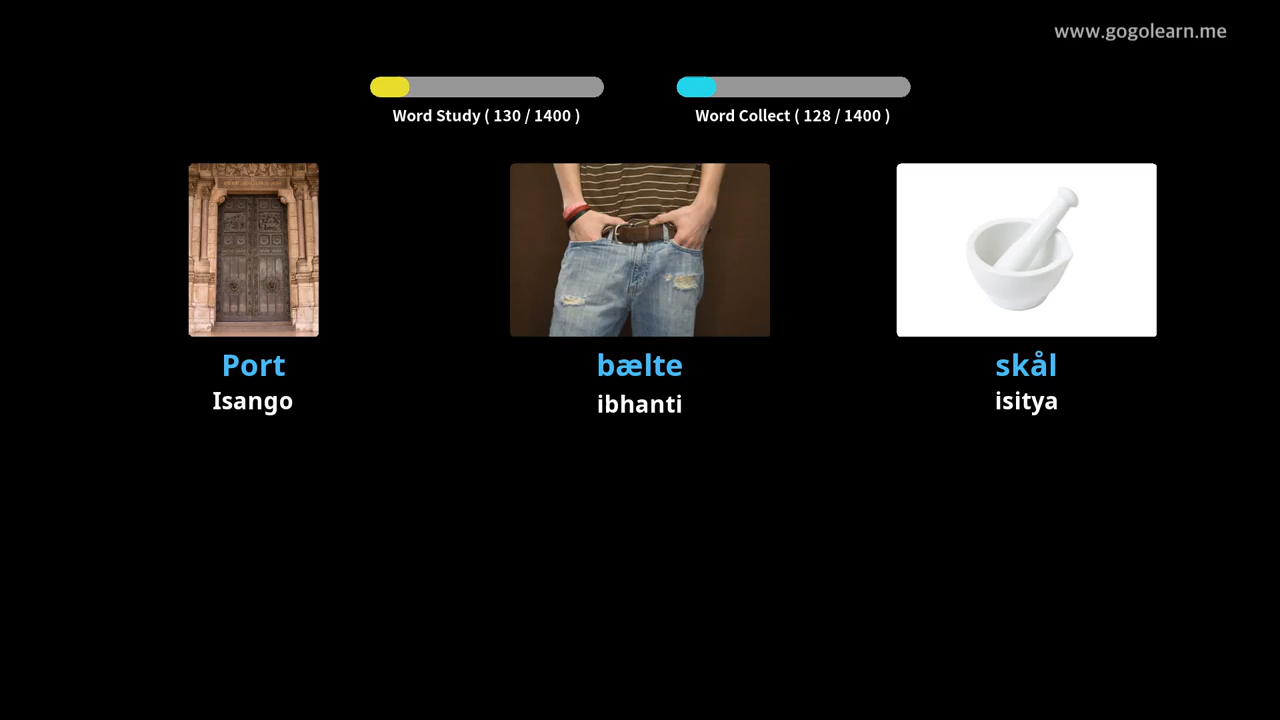 www.gogolearn.me
Word Study ( 130 / 1400 )
Word Collect ( 128 / 1400 )
Port
Isango
bælte
ibhanti
skål
isitya